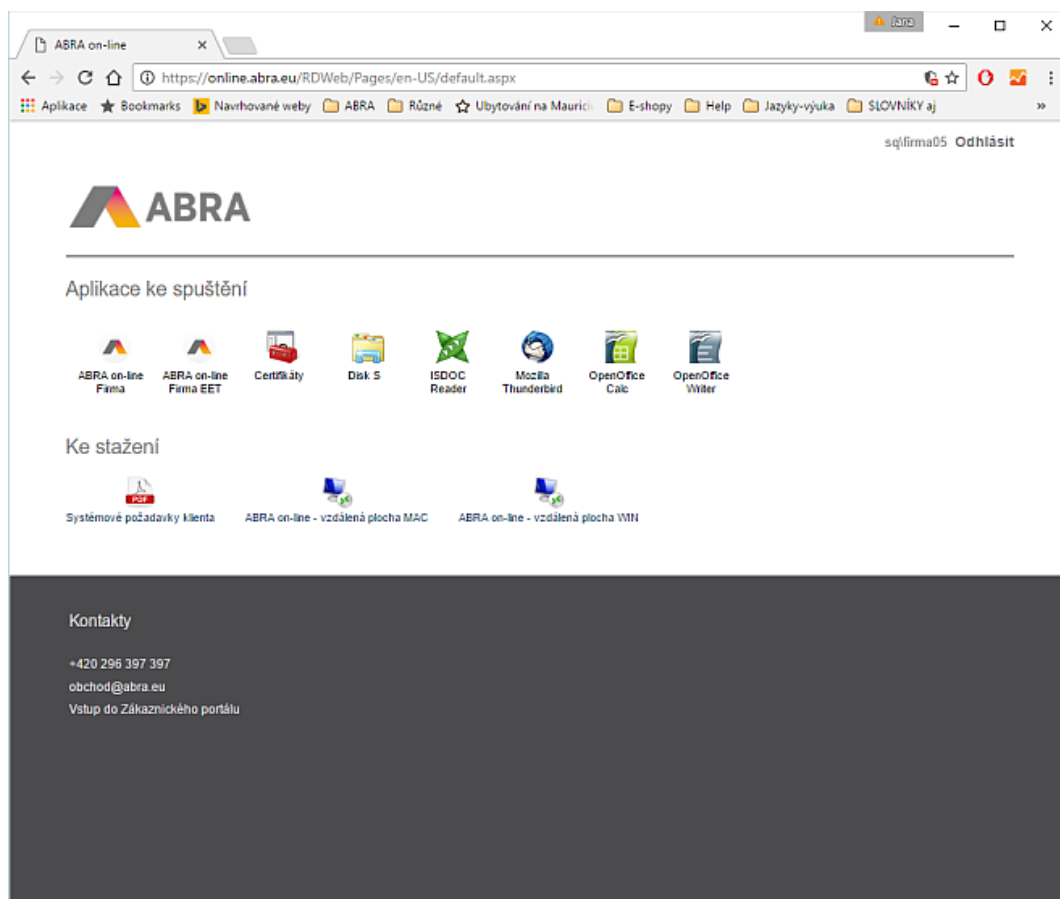 Jana
ABRA on-line
https://online.abra.eu/RDWeb/Pages/en-US/default.aspx
Aplikace Bookmarks Navrhované weby ABRA Různé Ubytování na Mauriciu E-shopy Help Jazyky-výuka SLOVNÍKY aj »
sq\firma05 Odhlásit
ABRA
Aplikace ke spuštění
ABRA on-line Firma
ABRA on-line Firma EET
Certifikáty
Disk S
ISDOC Reader
Mozilla Thunderbird
OpenOffice Calc
OpenOffice Writer
Ke stažení
PDF
Systémové požadavky klienta
ABRA on-line - vzdálená plocha MAC
ABRA on-line - vzdálená plocha WIN
Kontakty
+420 296 397 397
obchod@abra.eu
Vstup do Zákaznického portálu